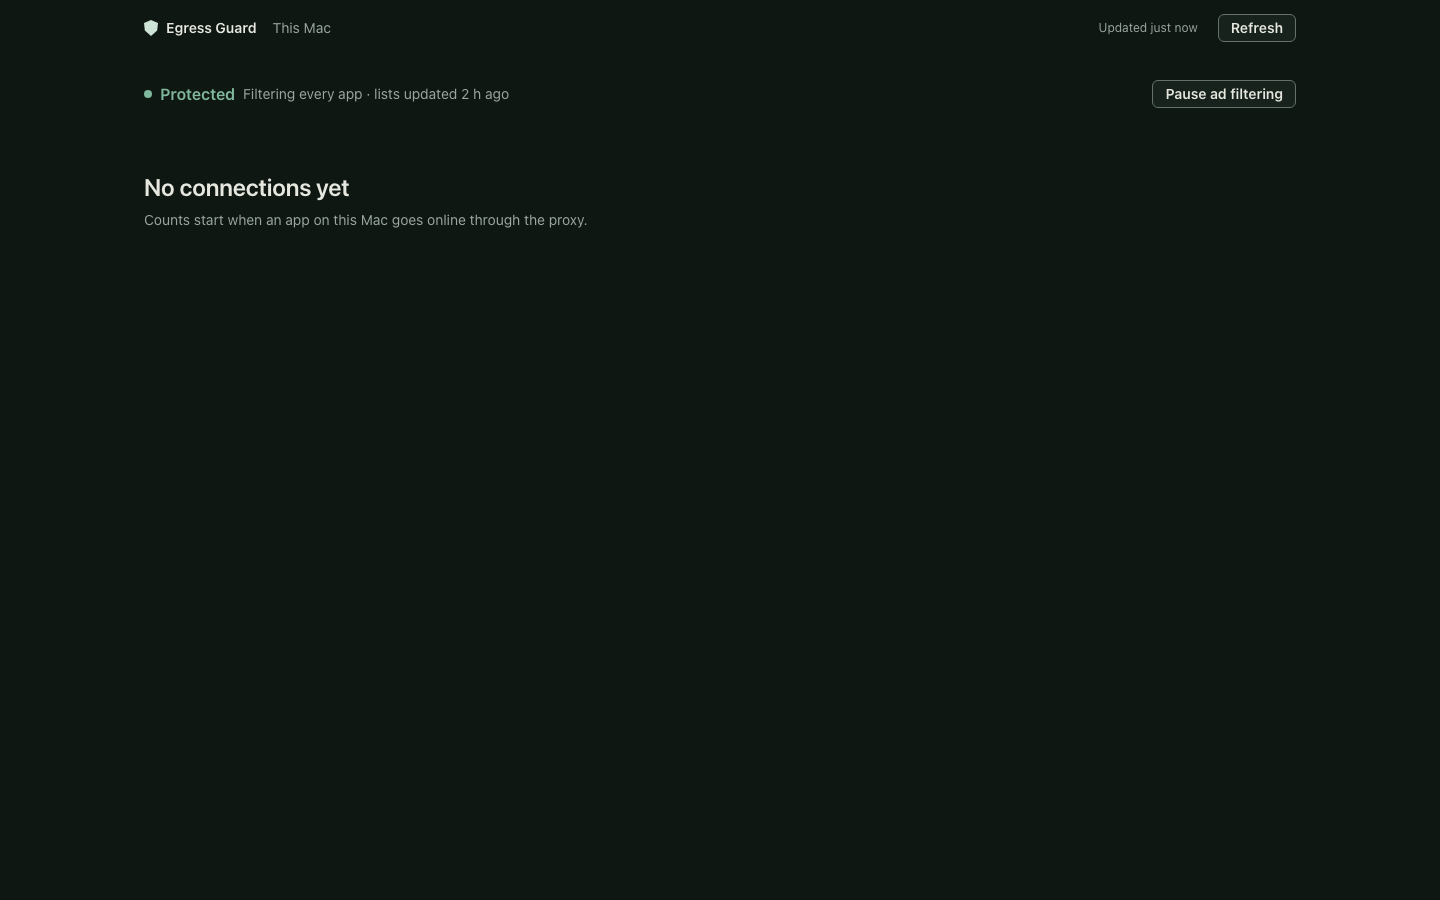 Egress Guard This Mac Updated just now Refresh
Protected Filtering every app · lists updated 2 h ago Pause ad filtering
No connections yet
Counts start when an app on this Mac goes online through the proxy.